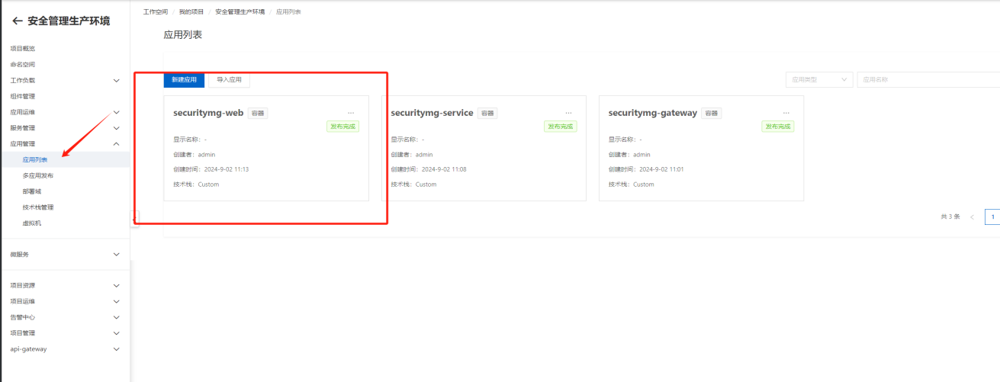 ← 安全管理生产环境
项目概览
命名空间
工作负载
组件管理
应用运维
服务管理
应用管理
应用列表
多应用发布
部署域
技术栈管理
虚拟机
微服务
项目资源
项目运维
告警中心
项目管理
api-gateway
工作空间 / 我的项目 / 安全管理生产环境 / 应用列表
应用列表
新建应用 导入应用 应用类型 应用名称
securitymg-web 容器 ...
发布完成
显示名称: -
创建者: admin
创建时间: 2024-9-02 11:13
技术栈: Custom
securitymg-service 容器 ...
发布完成
显示名称: -
创建者: admin
创建时间: 2024-9-02 11:08
技术栈: Custom
securitymg-gateway 容器 ...
发布完成
显示名称: -
创建者: admin
创建时间: 2024-9-02 11:01
技术栈: Custom
共 3 条 < 1